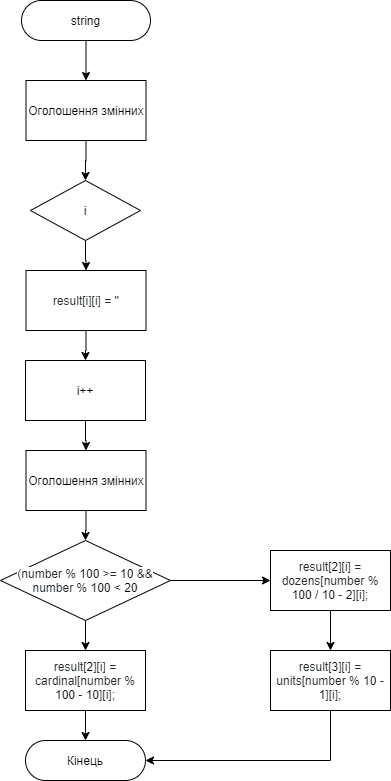 string
Оголошення змінних
i
result[i][i] = "
i++
Оголошення змінних
(number % 100 >= 10 &&
number % 100 < 20
result[2][i] =
dozens[number %
100 / 10 - 2][i];
result[2][i] =
cardinal[number %
100 - 10][i];
result[3][i] =
units[number % 10 -
1][i];
Кінець